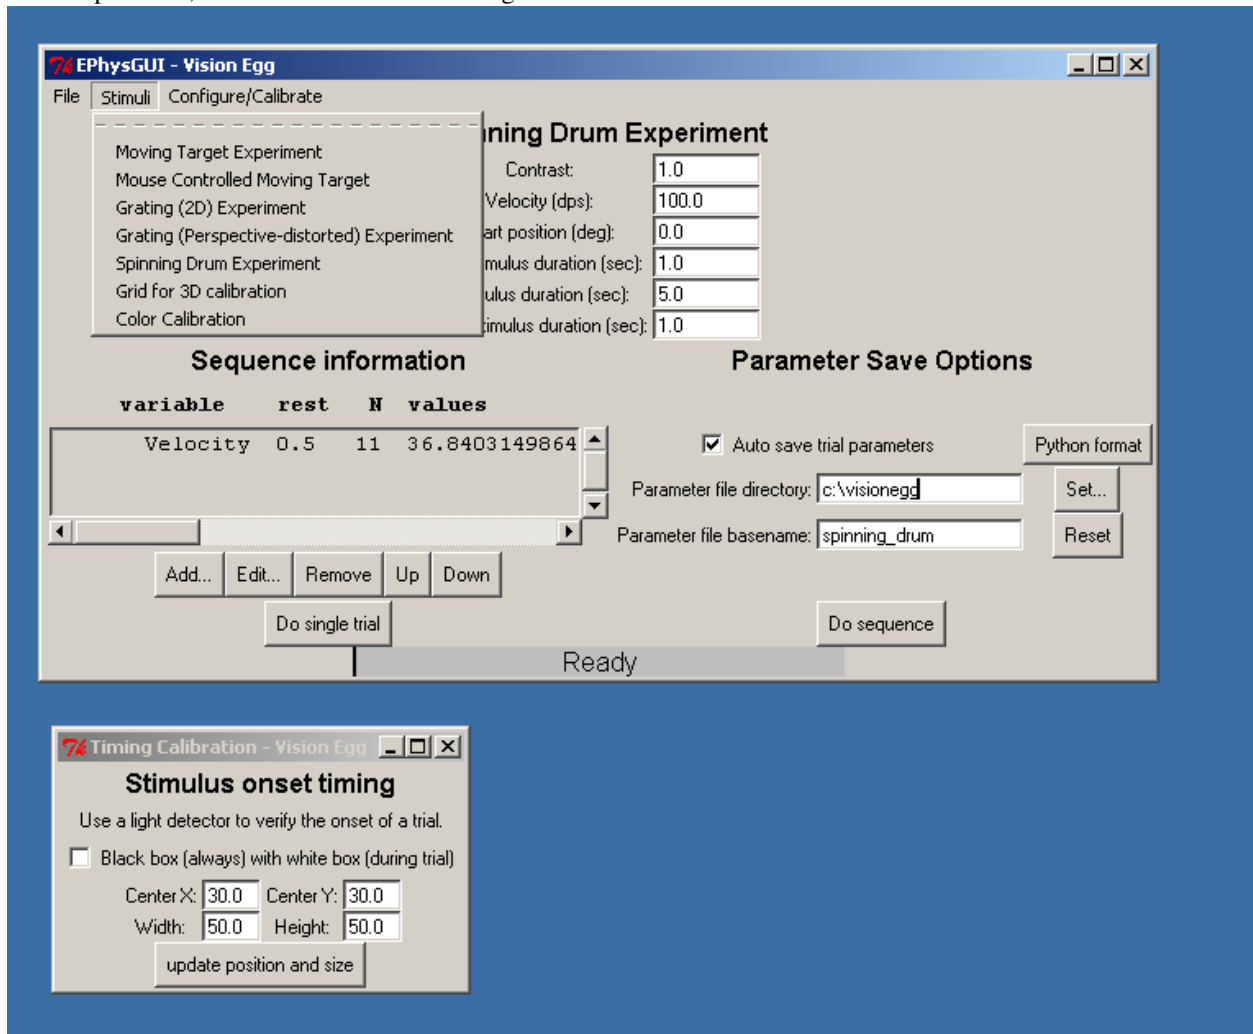 EPhysGUI - Vision Egg
File Stimuli Configure/Calibrate
ning Drum Experiment
Moving Target Experiment
Mouse Controlled Moving Target
Grating (2D) Experiment
Grating (Perspective-distorted) Experiment
Spinning Drum Experiment
Grid for 3D calibration
Color Calibration
Contrast: 1.0
Velocity (dps): 100.0
art position (deg): 0.0
mulus duration (sec): 1.0
ulus duration (sec): 5.0
timulus duration (sec): 1.0
Sequence information
variable rest N values
Velocity 0.5 11 36.8403149864
Add... Edit... Remove Up Down
Do single trial
Parameter Save Options
Auto save trial parameters Python format
Parameter file directory: c:\visionegg Set...
Parameter file basename: spinning_drum Reset
Do sequence
Ready
Timing Calibration - Vision Egg
Stimulus onset timing
Use a light detector to verify the onset of a trial.
Black box (always) with white box (during trial)
Center X: 30.0 Center Y: 30.0
Width: 50.0 Height: 50.0
update position and size